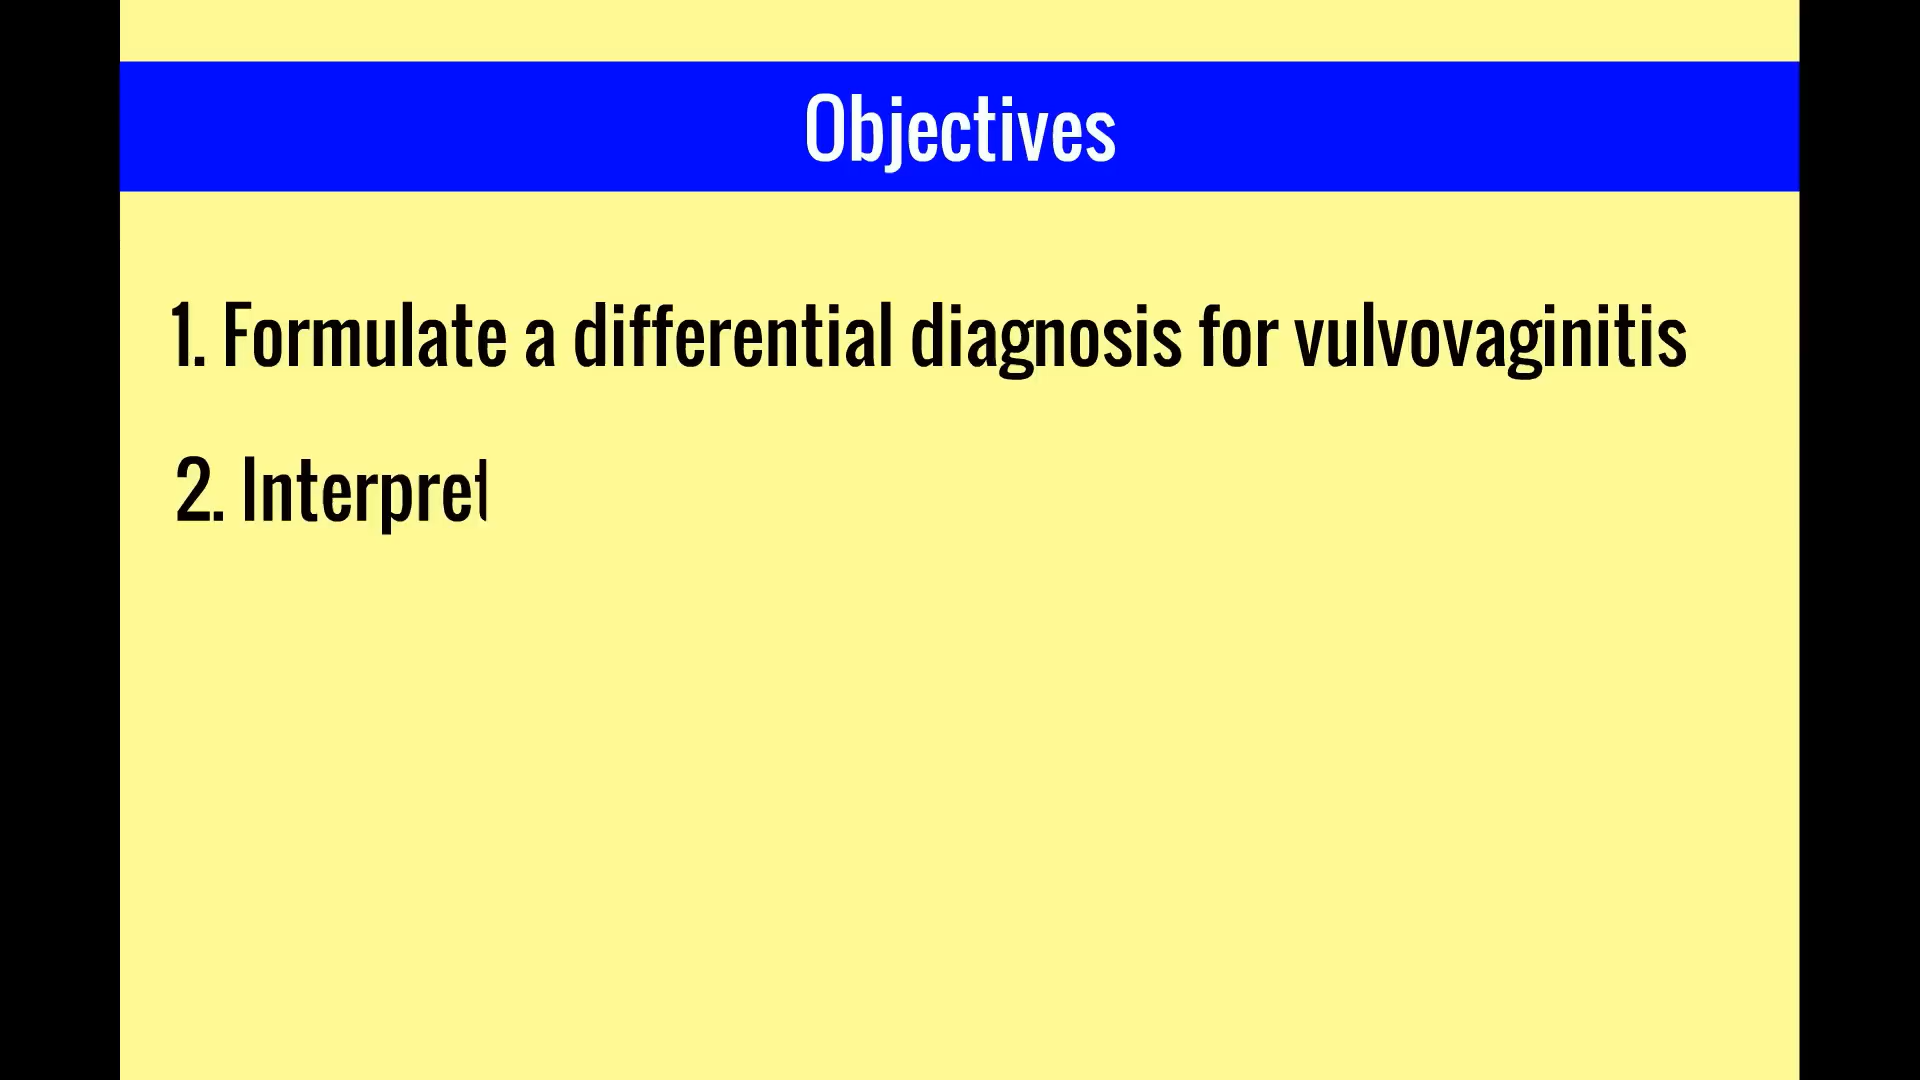 Objectives
1. Formulate a differential diagnosis for vulvovaginitis
2. Interpret